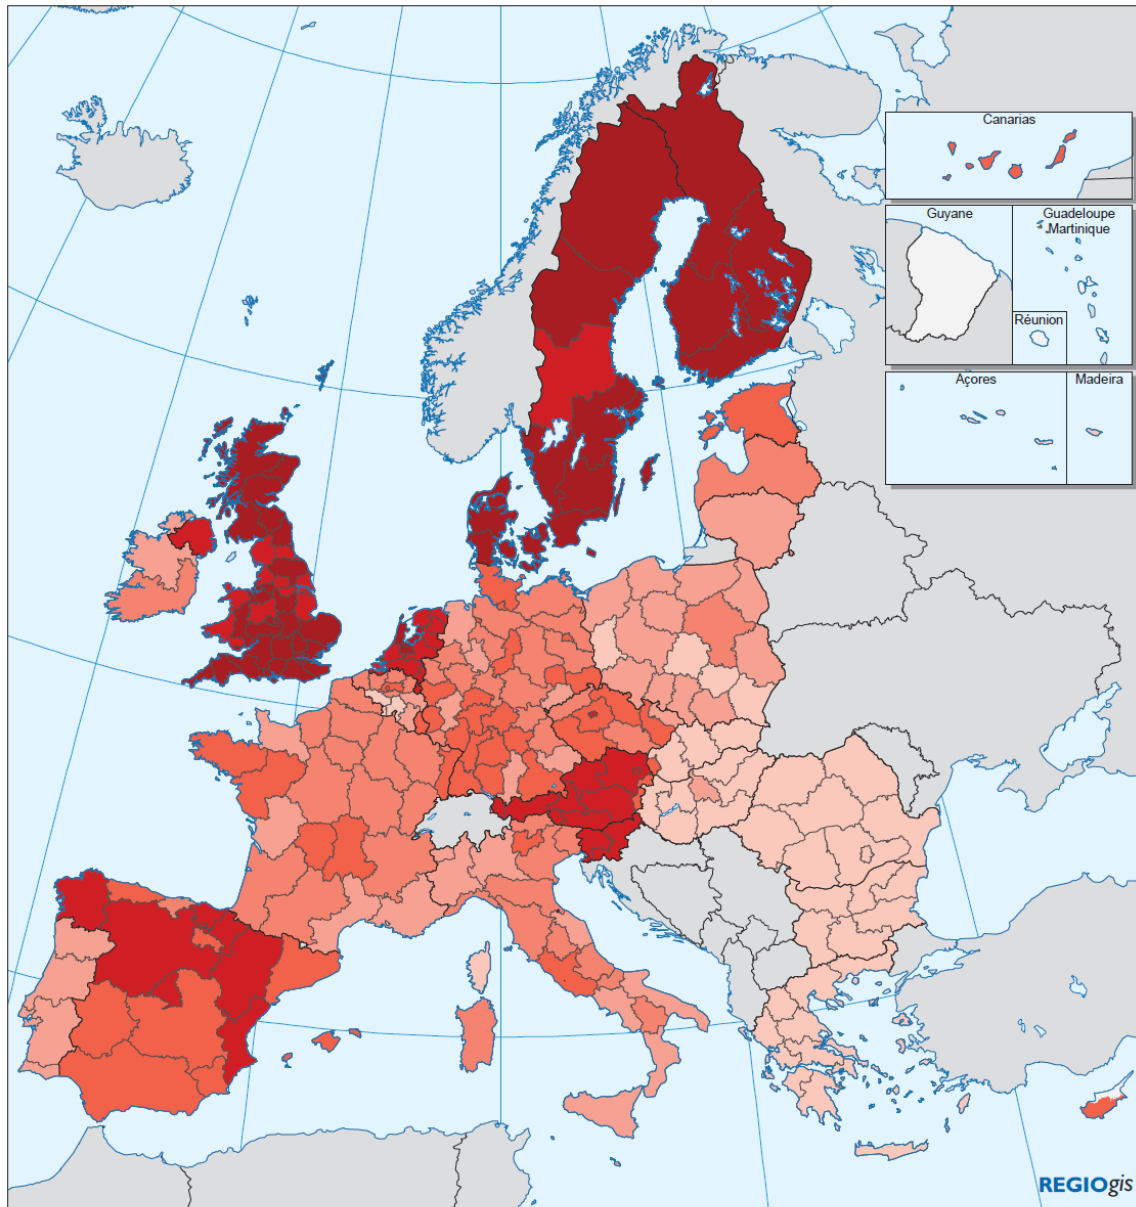 Canarias
Guyane
Guadeloupe
Martinique
Réunion
Açores
Madeira
REGIOgis